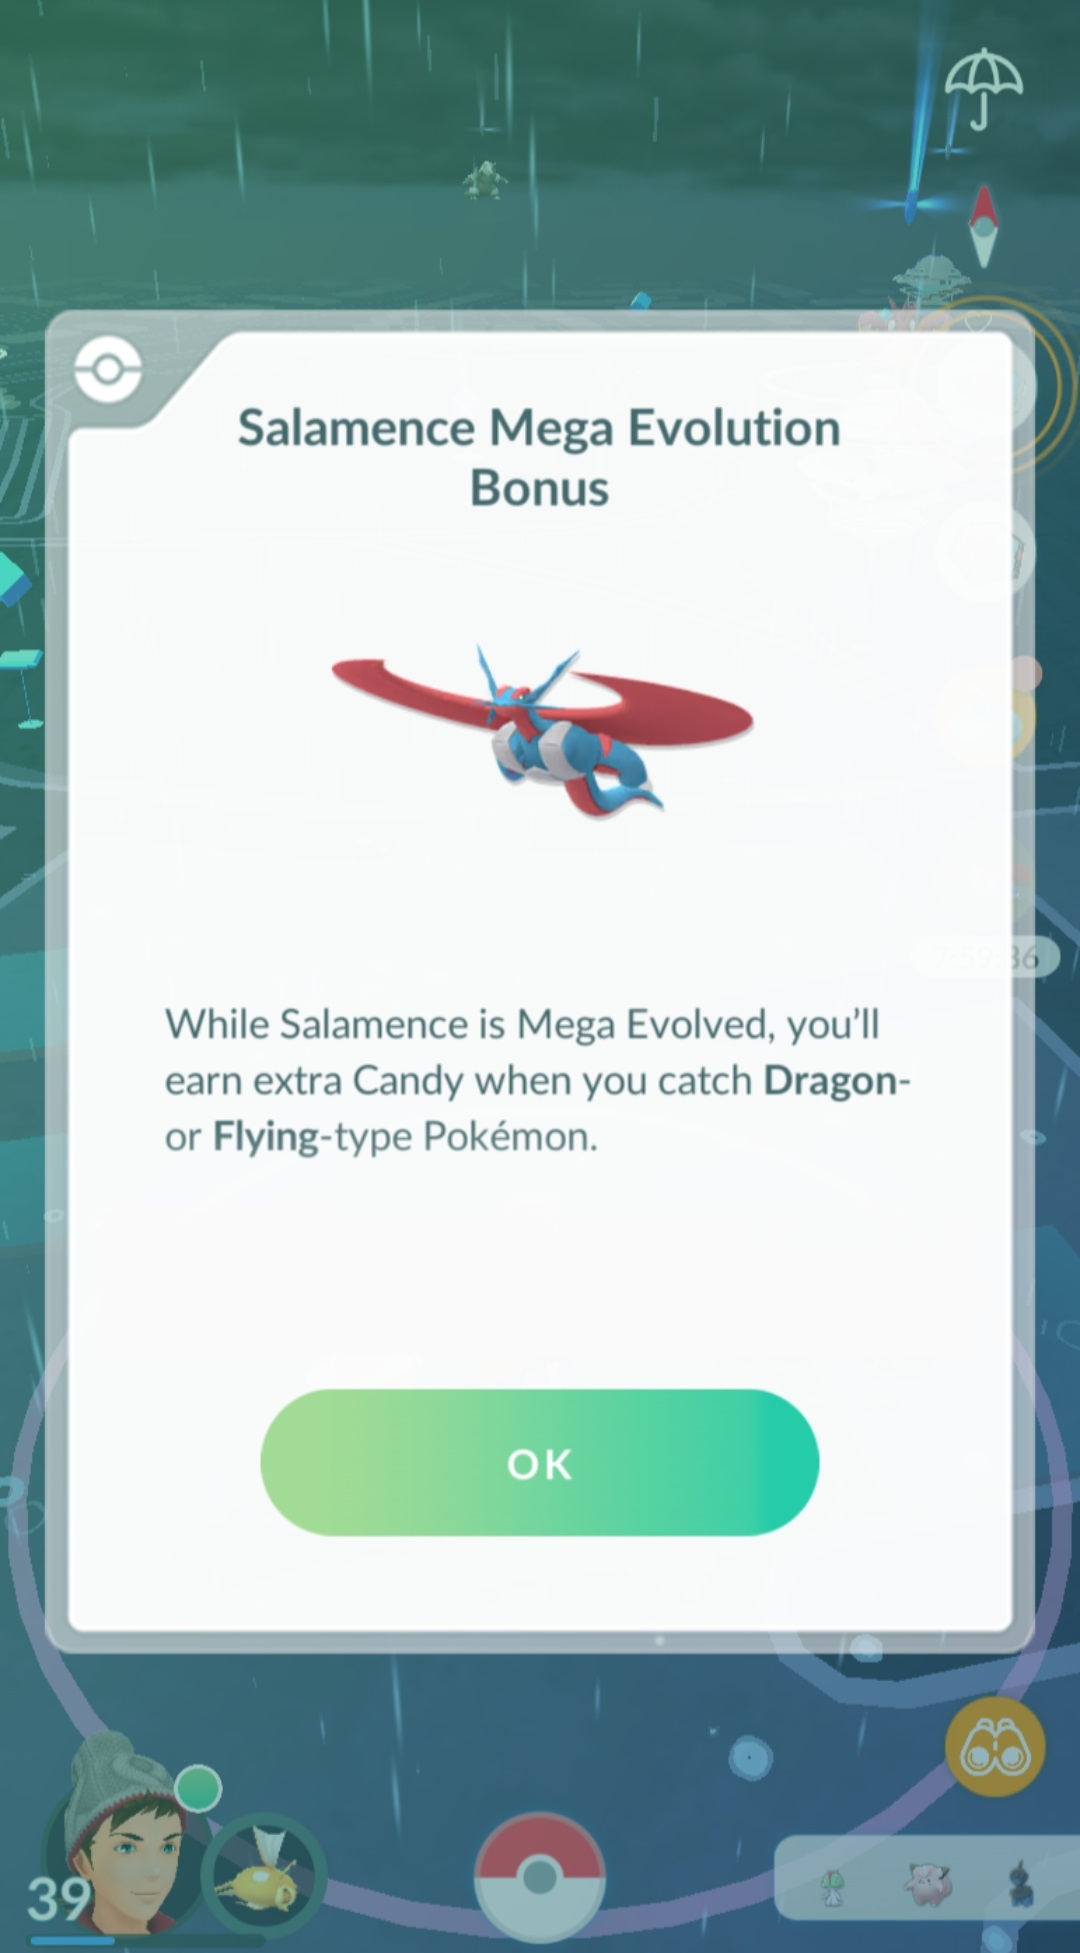 Salamence Mega Evolution
Bonus
7:59:36
While Salamence is Mega Evolved, you’ll
earn extra Candy when you catch Dragon-
or Flying-type Pokémon.
OK
39